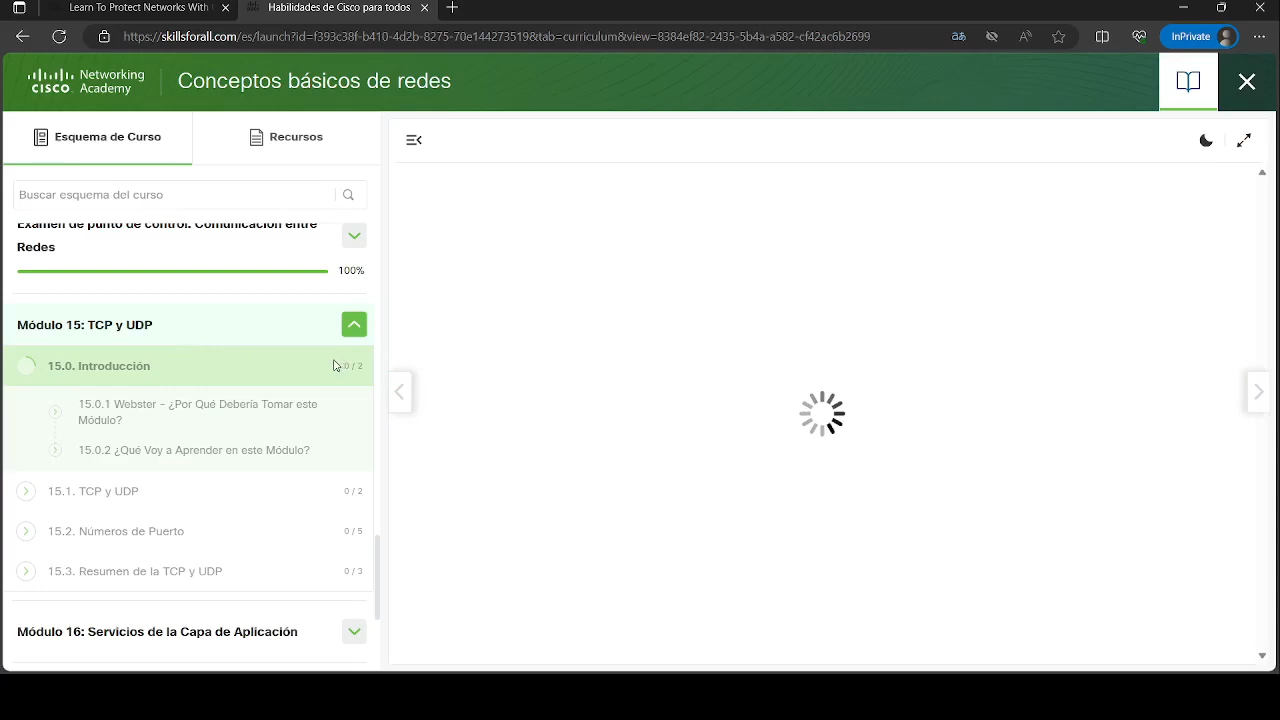 Learn To Protect Networks With
Habilidades de Cisco para todos
https://skillsforall.com/es/launch?id=f393c38f-b410-4d2b-8275-70e144273519&tab=curriculum&view=8384ef82-2435-5b4a-a582-cf42ac6b2699
InPrivate
CISCO Networking Academy
Conceptos básicos de redes
Esquema de Curso
Recursos
Buscar esquema del curso
Examen de punto de control: Comunicación entre
Redes
100%
Módulo 15: TCP y UDP
15.0. Introducción
0 / 2
15.0.1 Webster – ¿Por Qué Debería Tomar este
Módulo?
15.0.2 ¿Qué Voy a Aprender en este Módulo?
15.1. TCP y UDP
0 / 2
15.2. Números de Puerto
0 / 5
15.3. Resumen de la TCP y UDP
0 / 3
Módulo 16: Servicios de la Capa de Aplicación